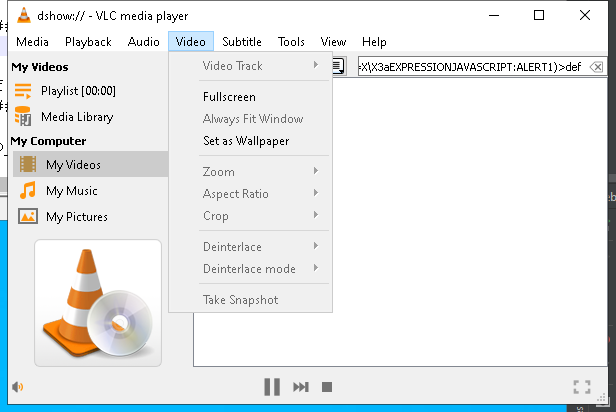 dshow:// - VLC media player
Media Playback Audio Video Subtitle Tools View Help
My Videos
Playlist [00:00]
Media Library
My Computer
My Videos
My Music
My Pictures
Video Track
Fullscreen
Always Fit Window
Set as Wallpaper
Zoom
Aspect Ratio
Crop
Deinterlace
Deinterlace mode
Take Snapshot
=X\X3aEXPRESSIONJAVASCRIPT:ALERT1)>def